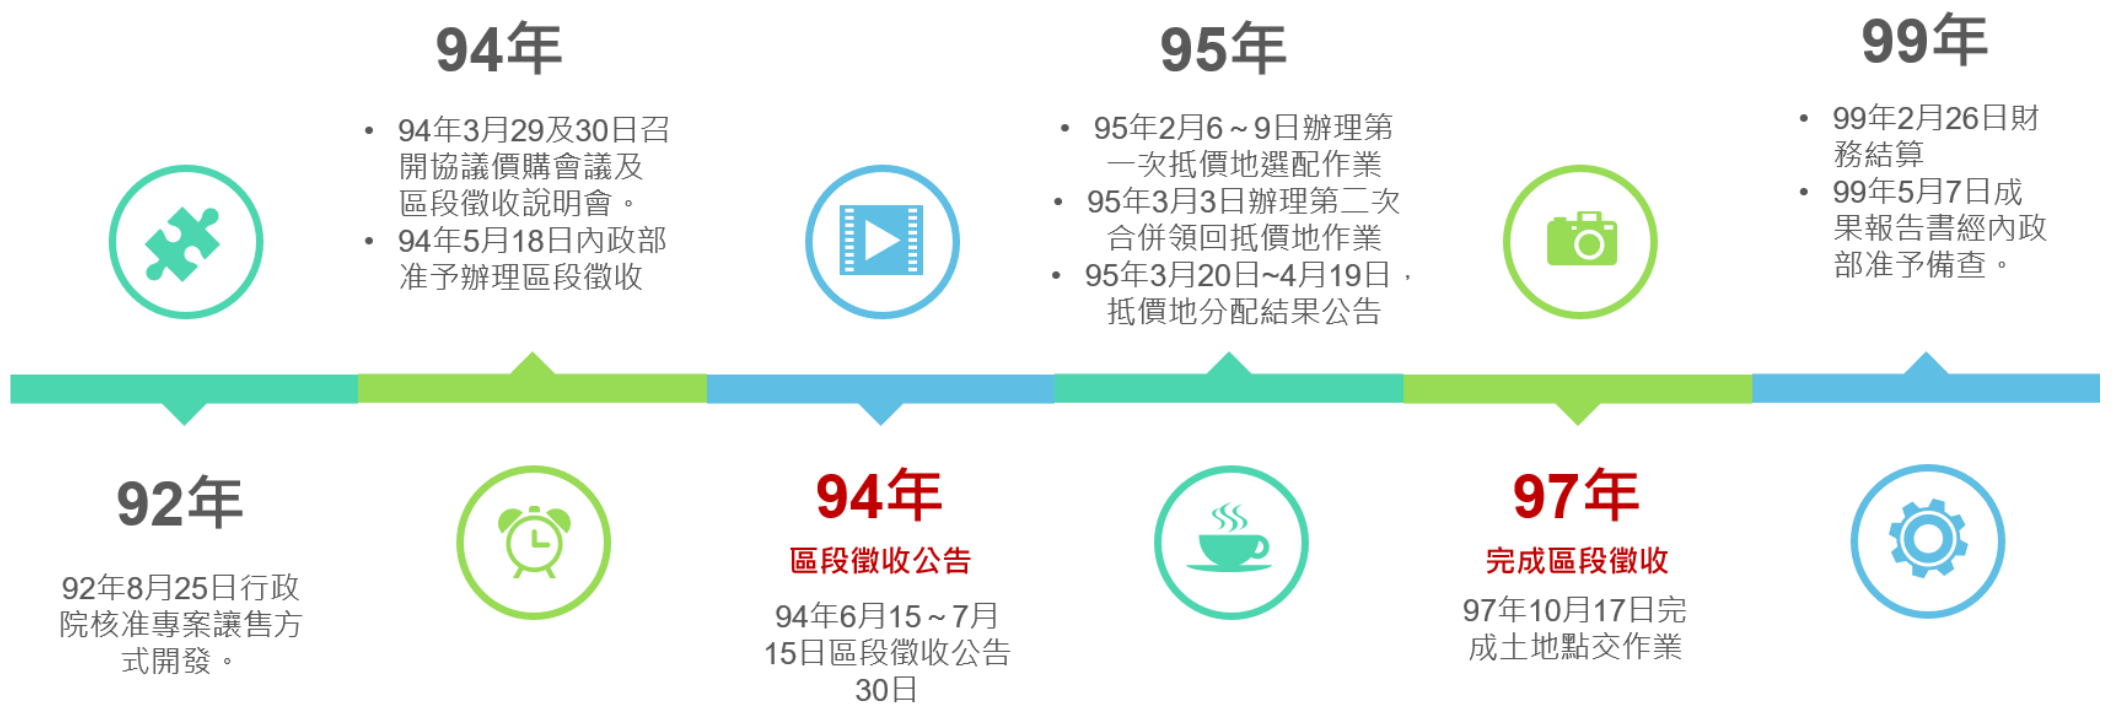 94年
• 94年3月29及30日召
開協議價購會議及
區段徵收說明會。
• 94年5月18日內政部
准予辦理區段徵收
95年
• 95年2月6～9日辦理第
一次抵價地選配作業
• 95年3月3日辦理第二次
合併領回抵價地作業
• 95年3月20日~4月19日，
抵價地分配結果公告
99年
• 99年2月26日財
務結算
• 99年5月7日成
果報告書經內政
部准予備查。
92年
92年8月25日行政
院核准專案讓售方
式開發。
94年
區段徵收公告
94年6月15～7月
15日區段徵收公告
30日
97年
完成區段徵收
97年10月17日完
成土地點交作業